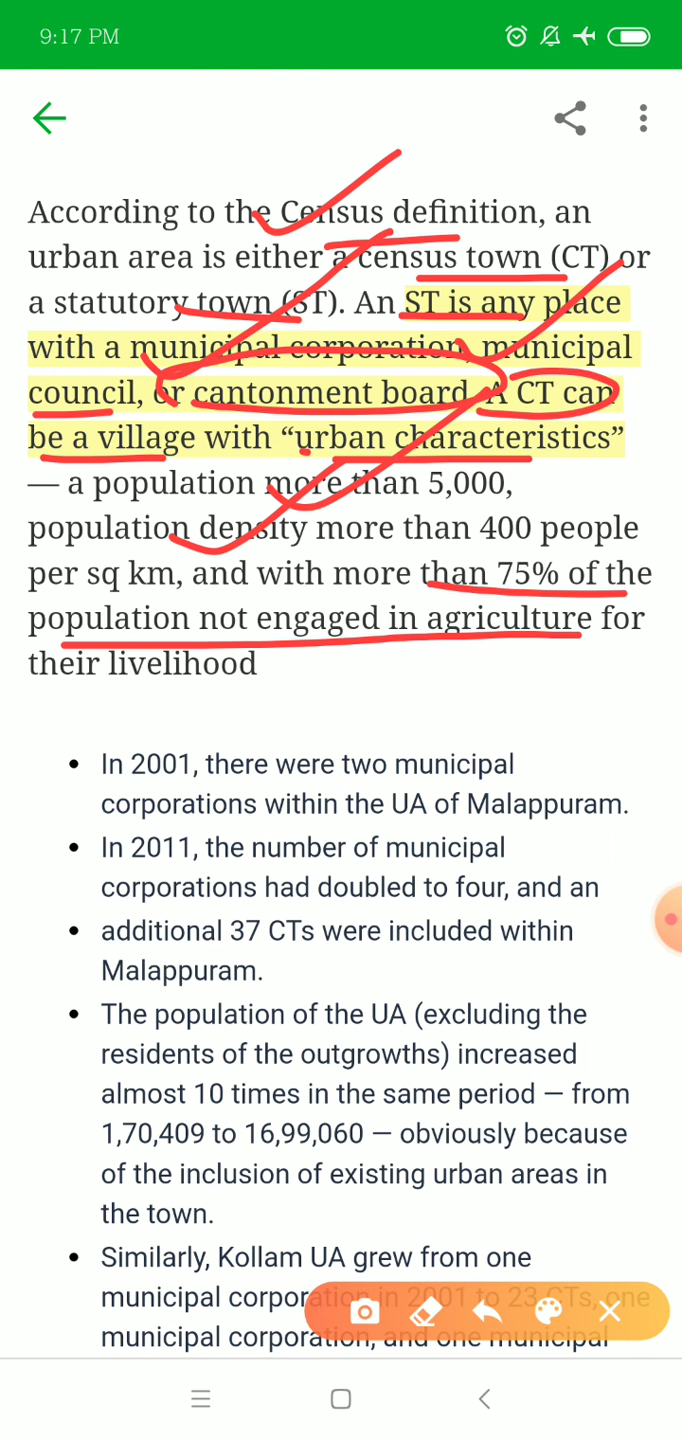 9:17 PM
According to the Census definition, an
urban area is either a census town (CT) or
a statutory town (ST). An ST is any place
with a municipal corporation, municipal
council, or cantonment board. A CT can
be a village with “urban characteristics”
— a population more than 5,000,
population density more than 400 people
per sq km, and with more than 75% of the
population not engaged in agriculture for
their livelihood
• In 2001, there were two municipal
corporations within the UA of Malappuram.
• In 2011, the number of municipal
corporations had doubled to four, and an
• additional 37 CTs were included within
Malappuram.
• The population of the UA (excluding the
residents of the outgrowths) increased
almost 10 times in the same period — from
1,70,409 to 16,99,060 — obviously because
of the inclusion of existing urban areas in
the town.
• Similarly, Kollam UA grew from one
municipal corporation in 2001 to 23 CTs, one
municipal corporation, and one municipal